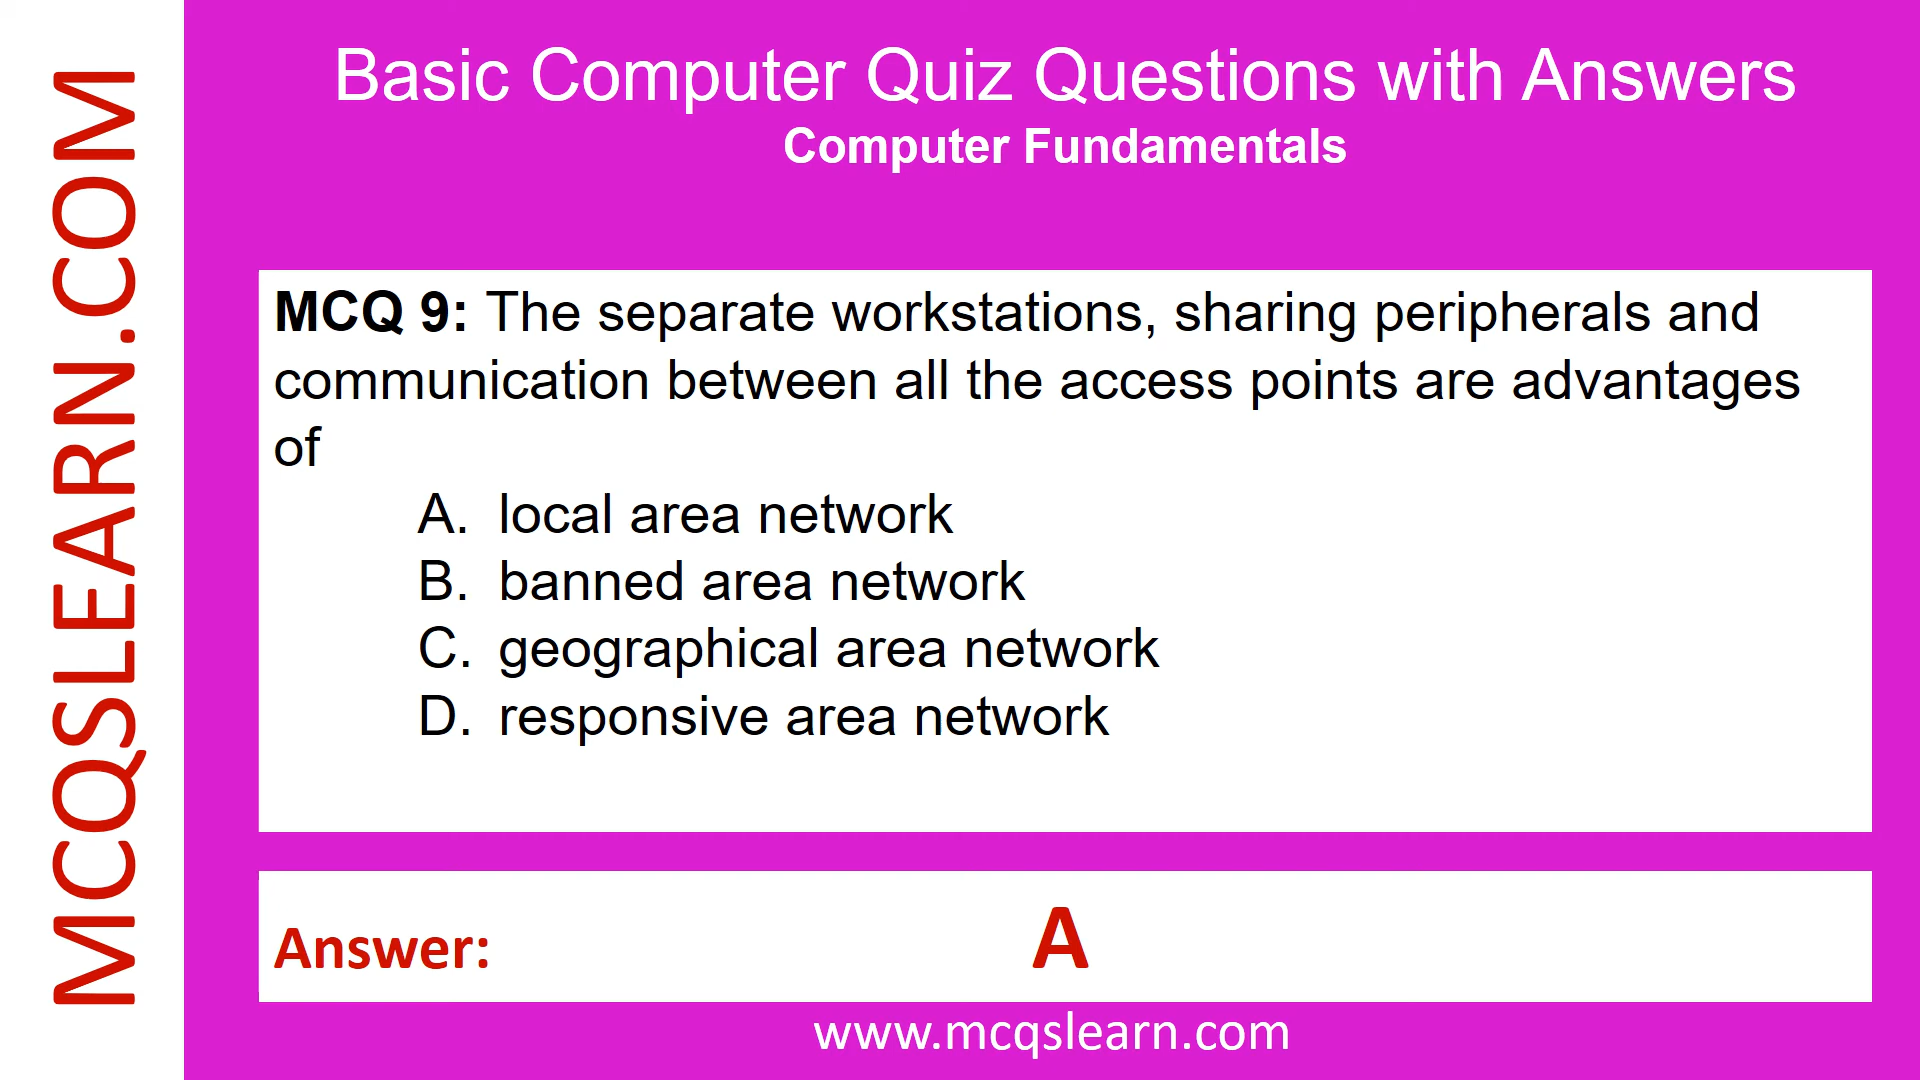 MCQSLEARN.COM
Basic Computer Quiz Questions with Answers
Computer Fundamentals
MCQ 9: The separate workstations, sharing peripherals and
communication between all the access points are advantages
of
A. local area network
B. banned area network
C. geographical area network
D. responsive area network
Answer: A
www.mcqslearn.com